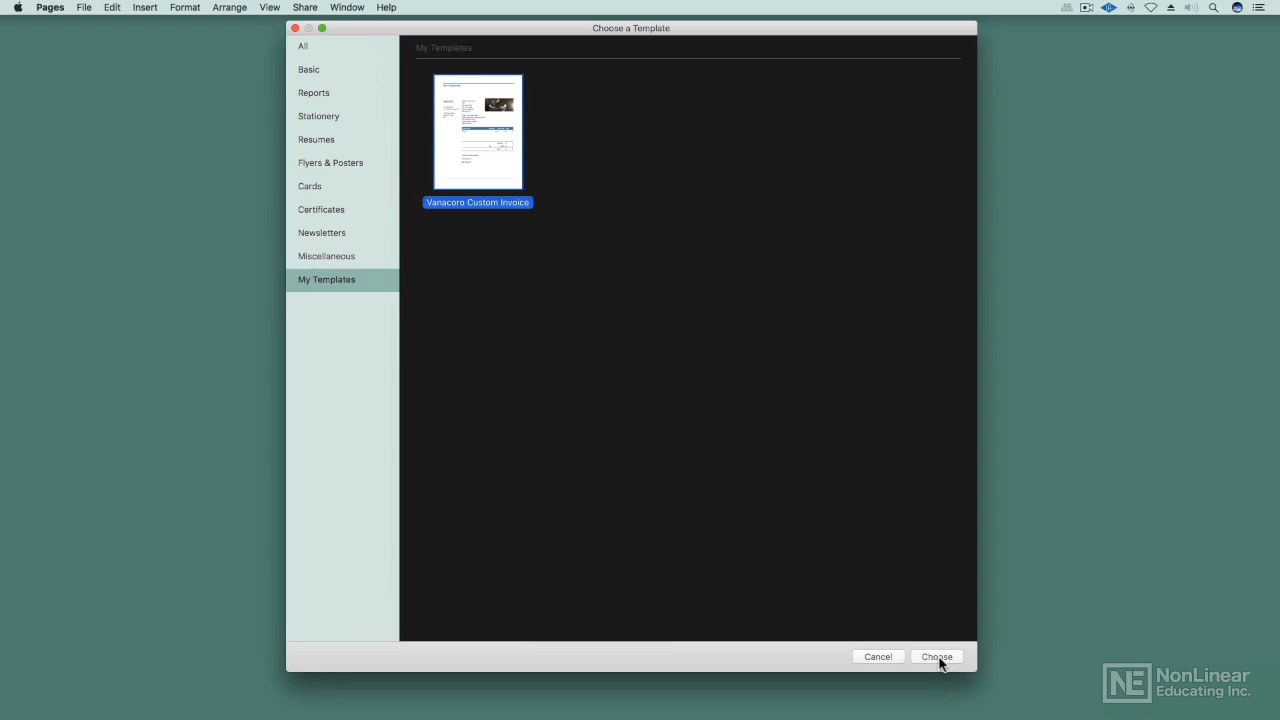 Pages File Edit Insert Format Arrange View Share Window Help
Choose a Template
All
Basic
Reports
Stationery
Resumes
Flyers & Posters
Cards
Certificates
Newsletters
Miscellaneous
My Templates
My Templates
Vanacoro Custom Invoice
Cancel Choose
NE NonLinear
Educating Inc.